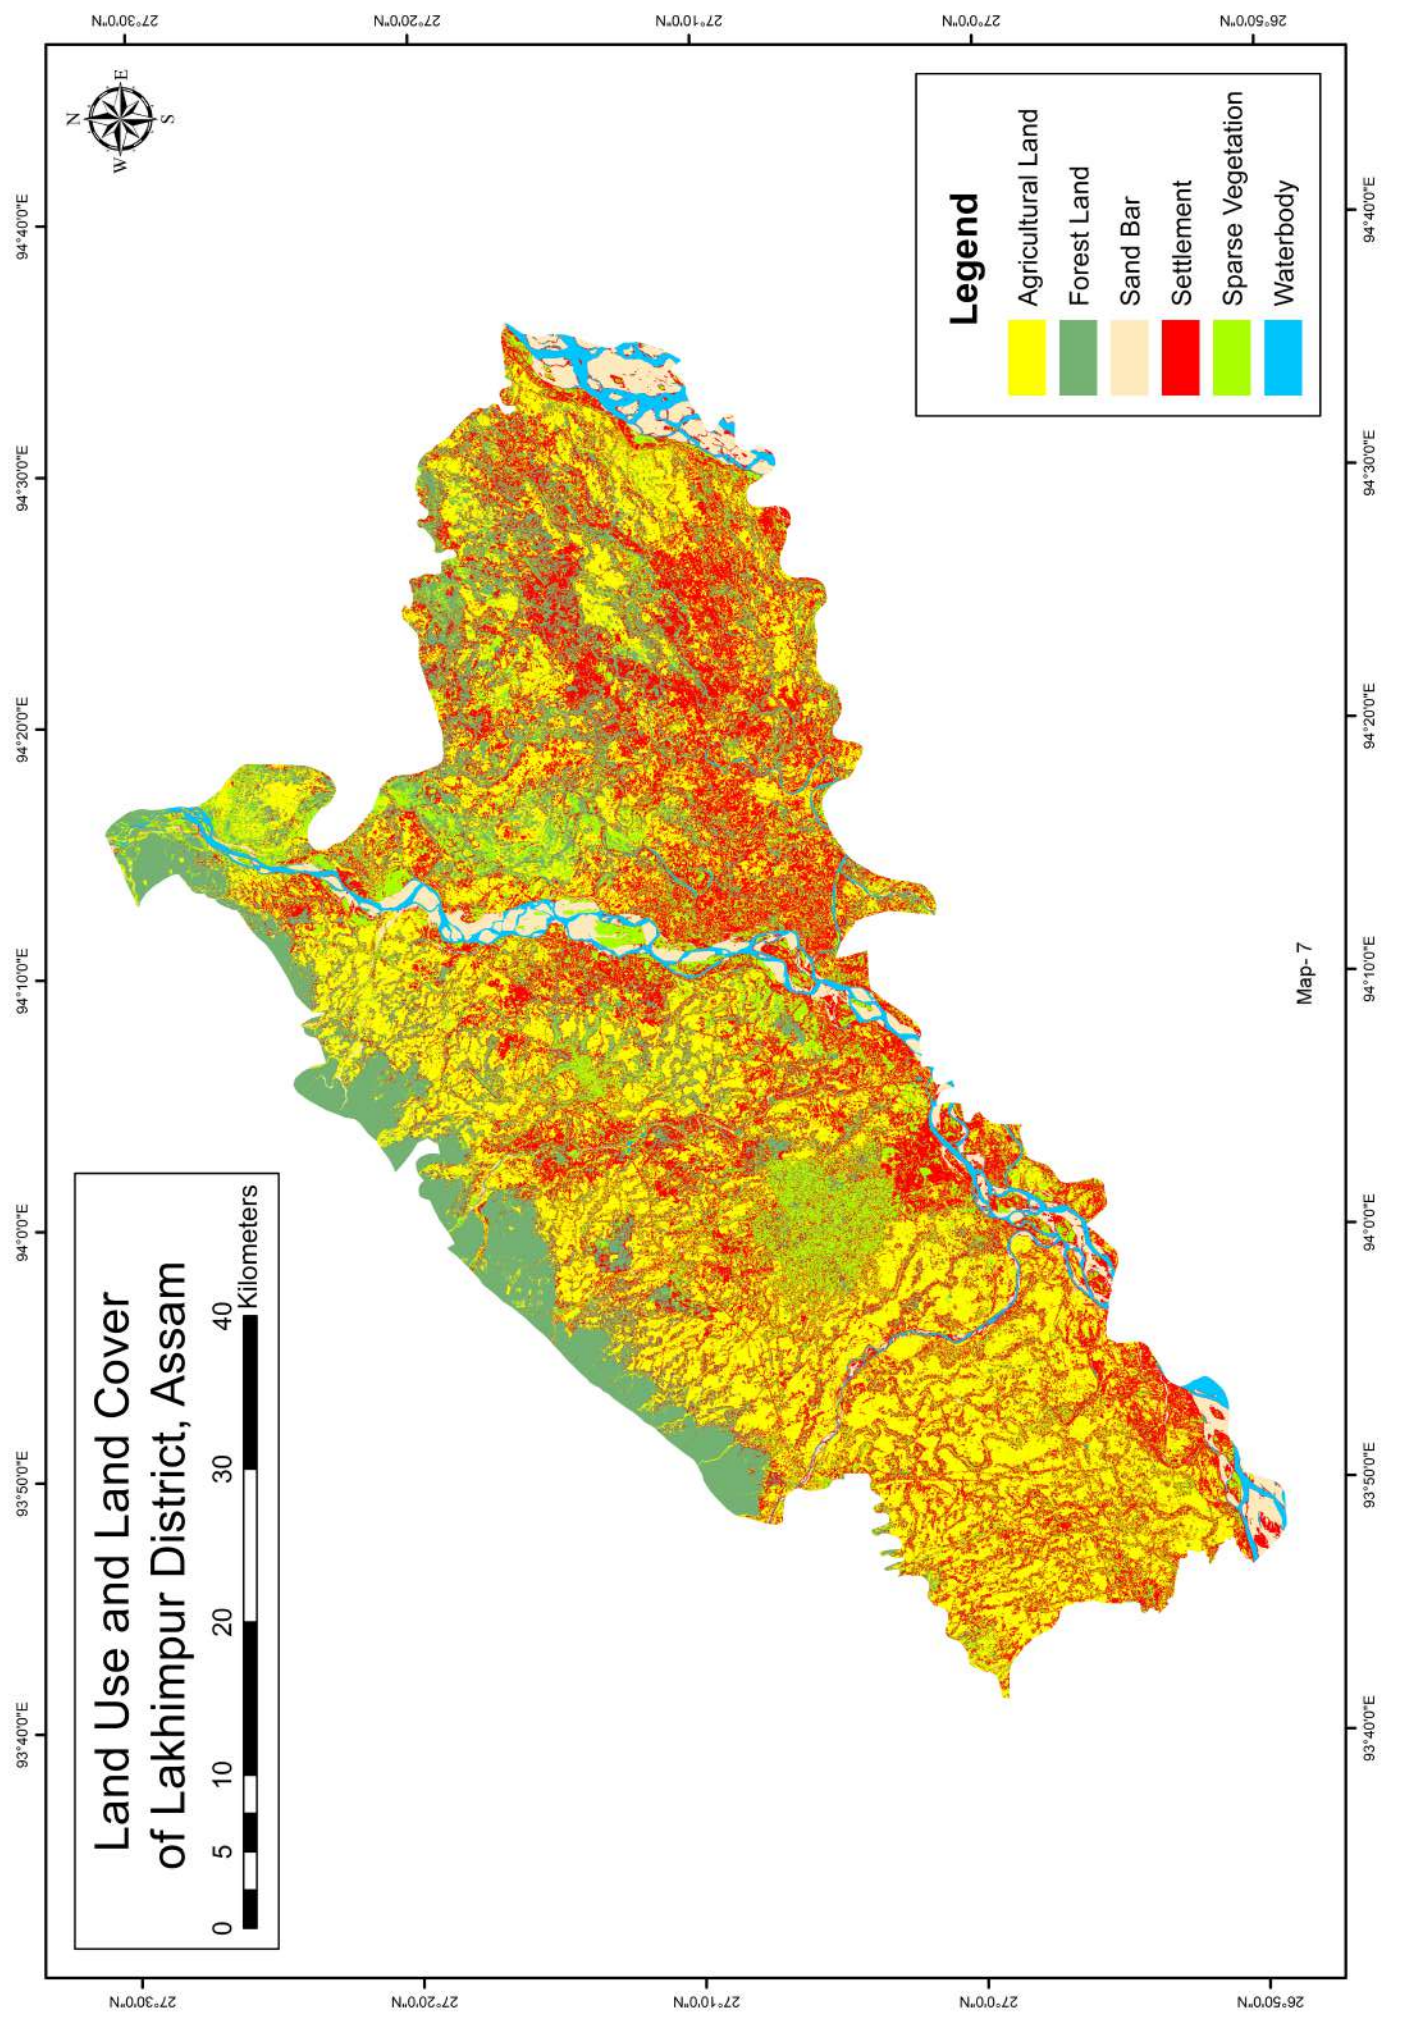 Land Use and Land Cover
of Lakhimpur District, Assam
0 5 10 20 30 40
Kilometers
N
W E
S
93°40'0"E 93°50'0"E 94°0'0"E 94°10'0"E 94°20'0"E 94°30'0"E 94°40'0"E
27°30'0"N 27°30'0"N
27°20'0"N 27°20'0"N
27°10'0"N 27°10'0"N
27°0'0"N 27°0'0"N
26°50'0"N 26°50'0"N
Legend
Agricultural Land
Forest Land
Sand Bar
Settlement
Sparse Vegetation
Waterbody
Map- 7
93°40'0"E 93°50'0"E 94°0'0"E 94°10'0"E 94°20'0"E 94°30'0"E 94°40'0"E